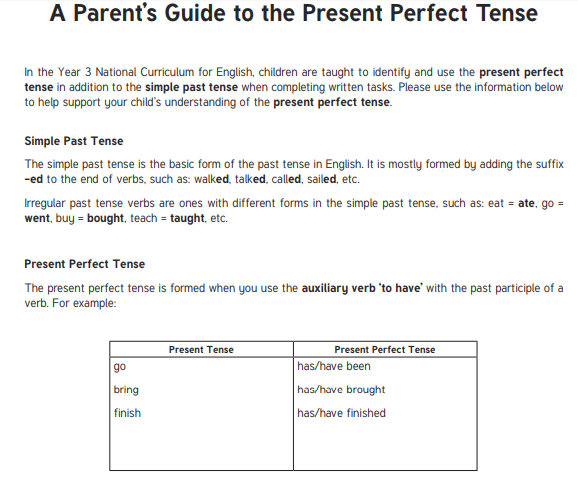 A Parent's Guide to the Present Perfect Tense
In the Year 3 National Curriculum for English, children are taught to identify and use the present perfect
tense in addition to the simple past tense when completing written tasks. Please use the information below
to help support your child's understanding of the present perfect tense.
Simple Past Tense
The simple past tense is the basic form of the past tense in English. It is mostly formed by adding the suffix
-ed to the end of verbs, such as: walked, talked, called, sailed, etc.
Irregular past tense verbs are ones with different forms in the simple past tense, such as: eat = ate, go =
went, buy = bought, teach = taught, etc.
Present Perfect Tense
The present perfect tense is formed when you use the auxiliary verb 'to have' with the past participle of a
verb. For example:
Present Tense Present Perfect Tense
go has/have been
bring has/have brought
finish has/have finished